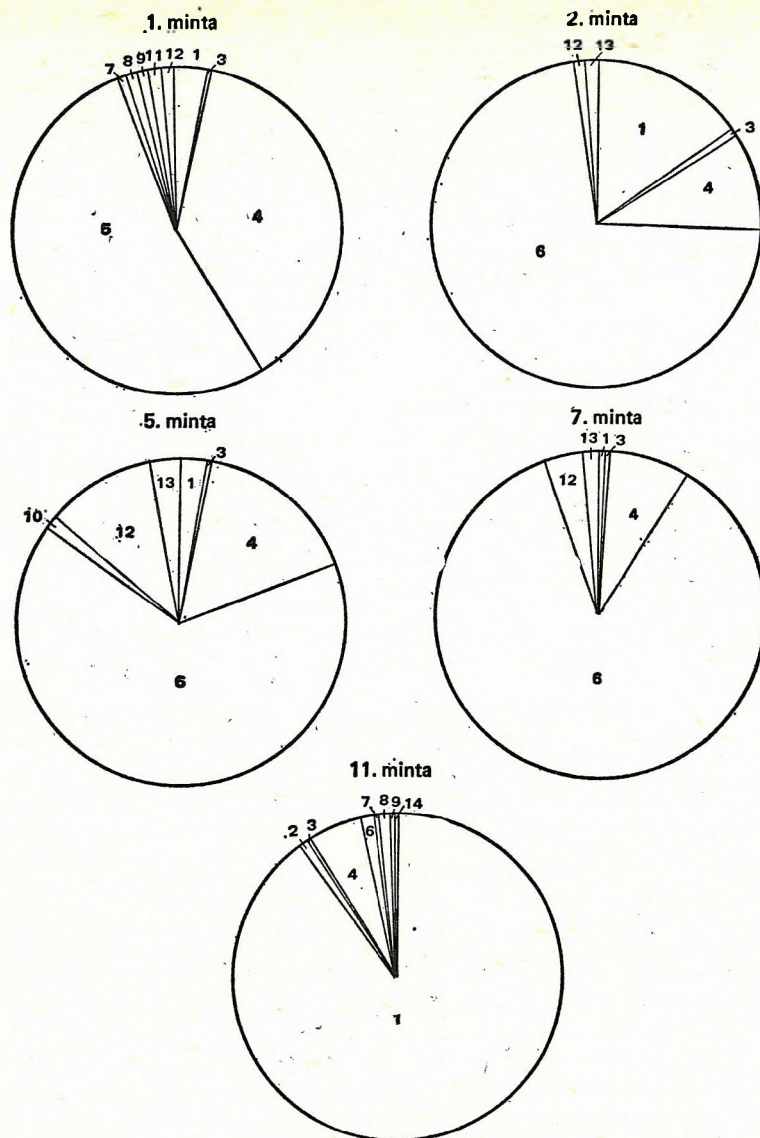 1. minta
7 8 9 11 12 1 3
5 4
2. minta
12 13
1 3
4
6
5. minta
13 1 3
10 12 4
6
7. minta
13 1 3
12 4
6
11. minta
7 8 9 14
2 3 6
4
1